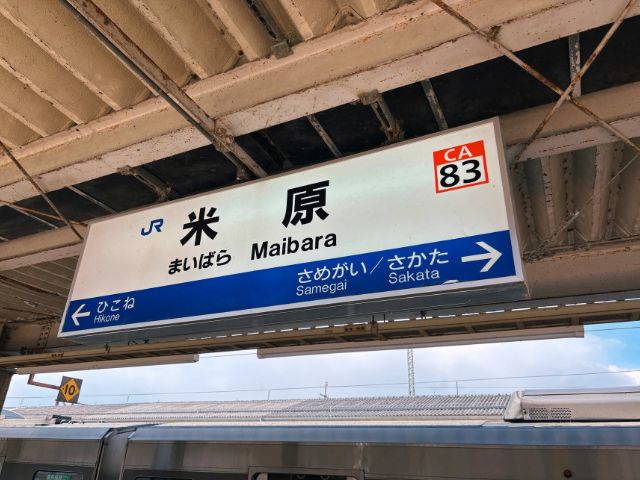 JR 米原
CA
83
まいばら Maibara
← ひこね
Hikone
さめがい／さかた →
Samegai Sakata
10